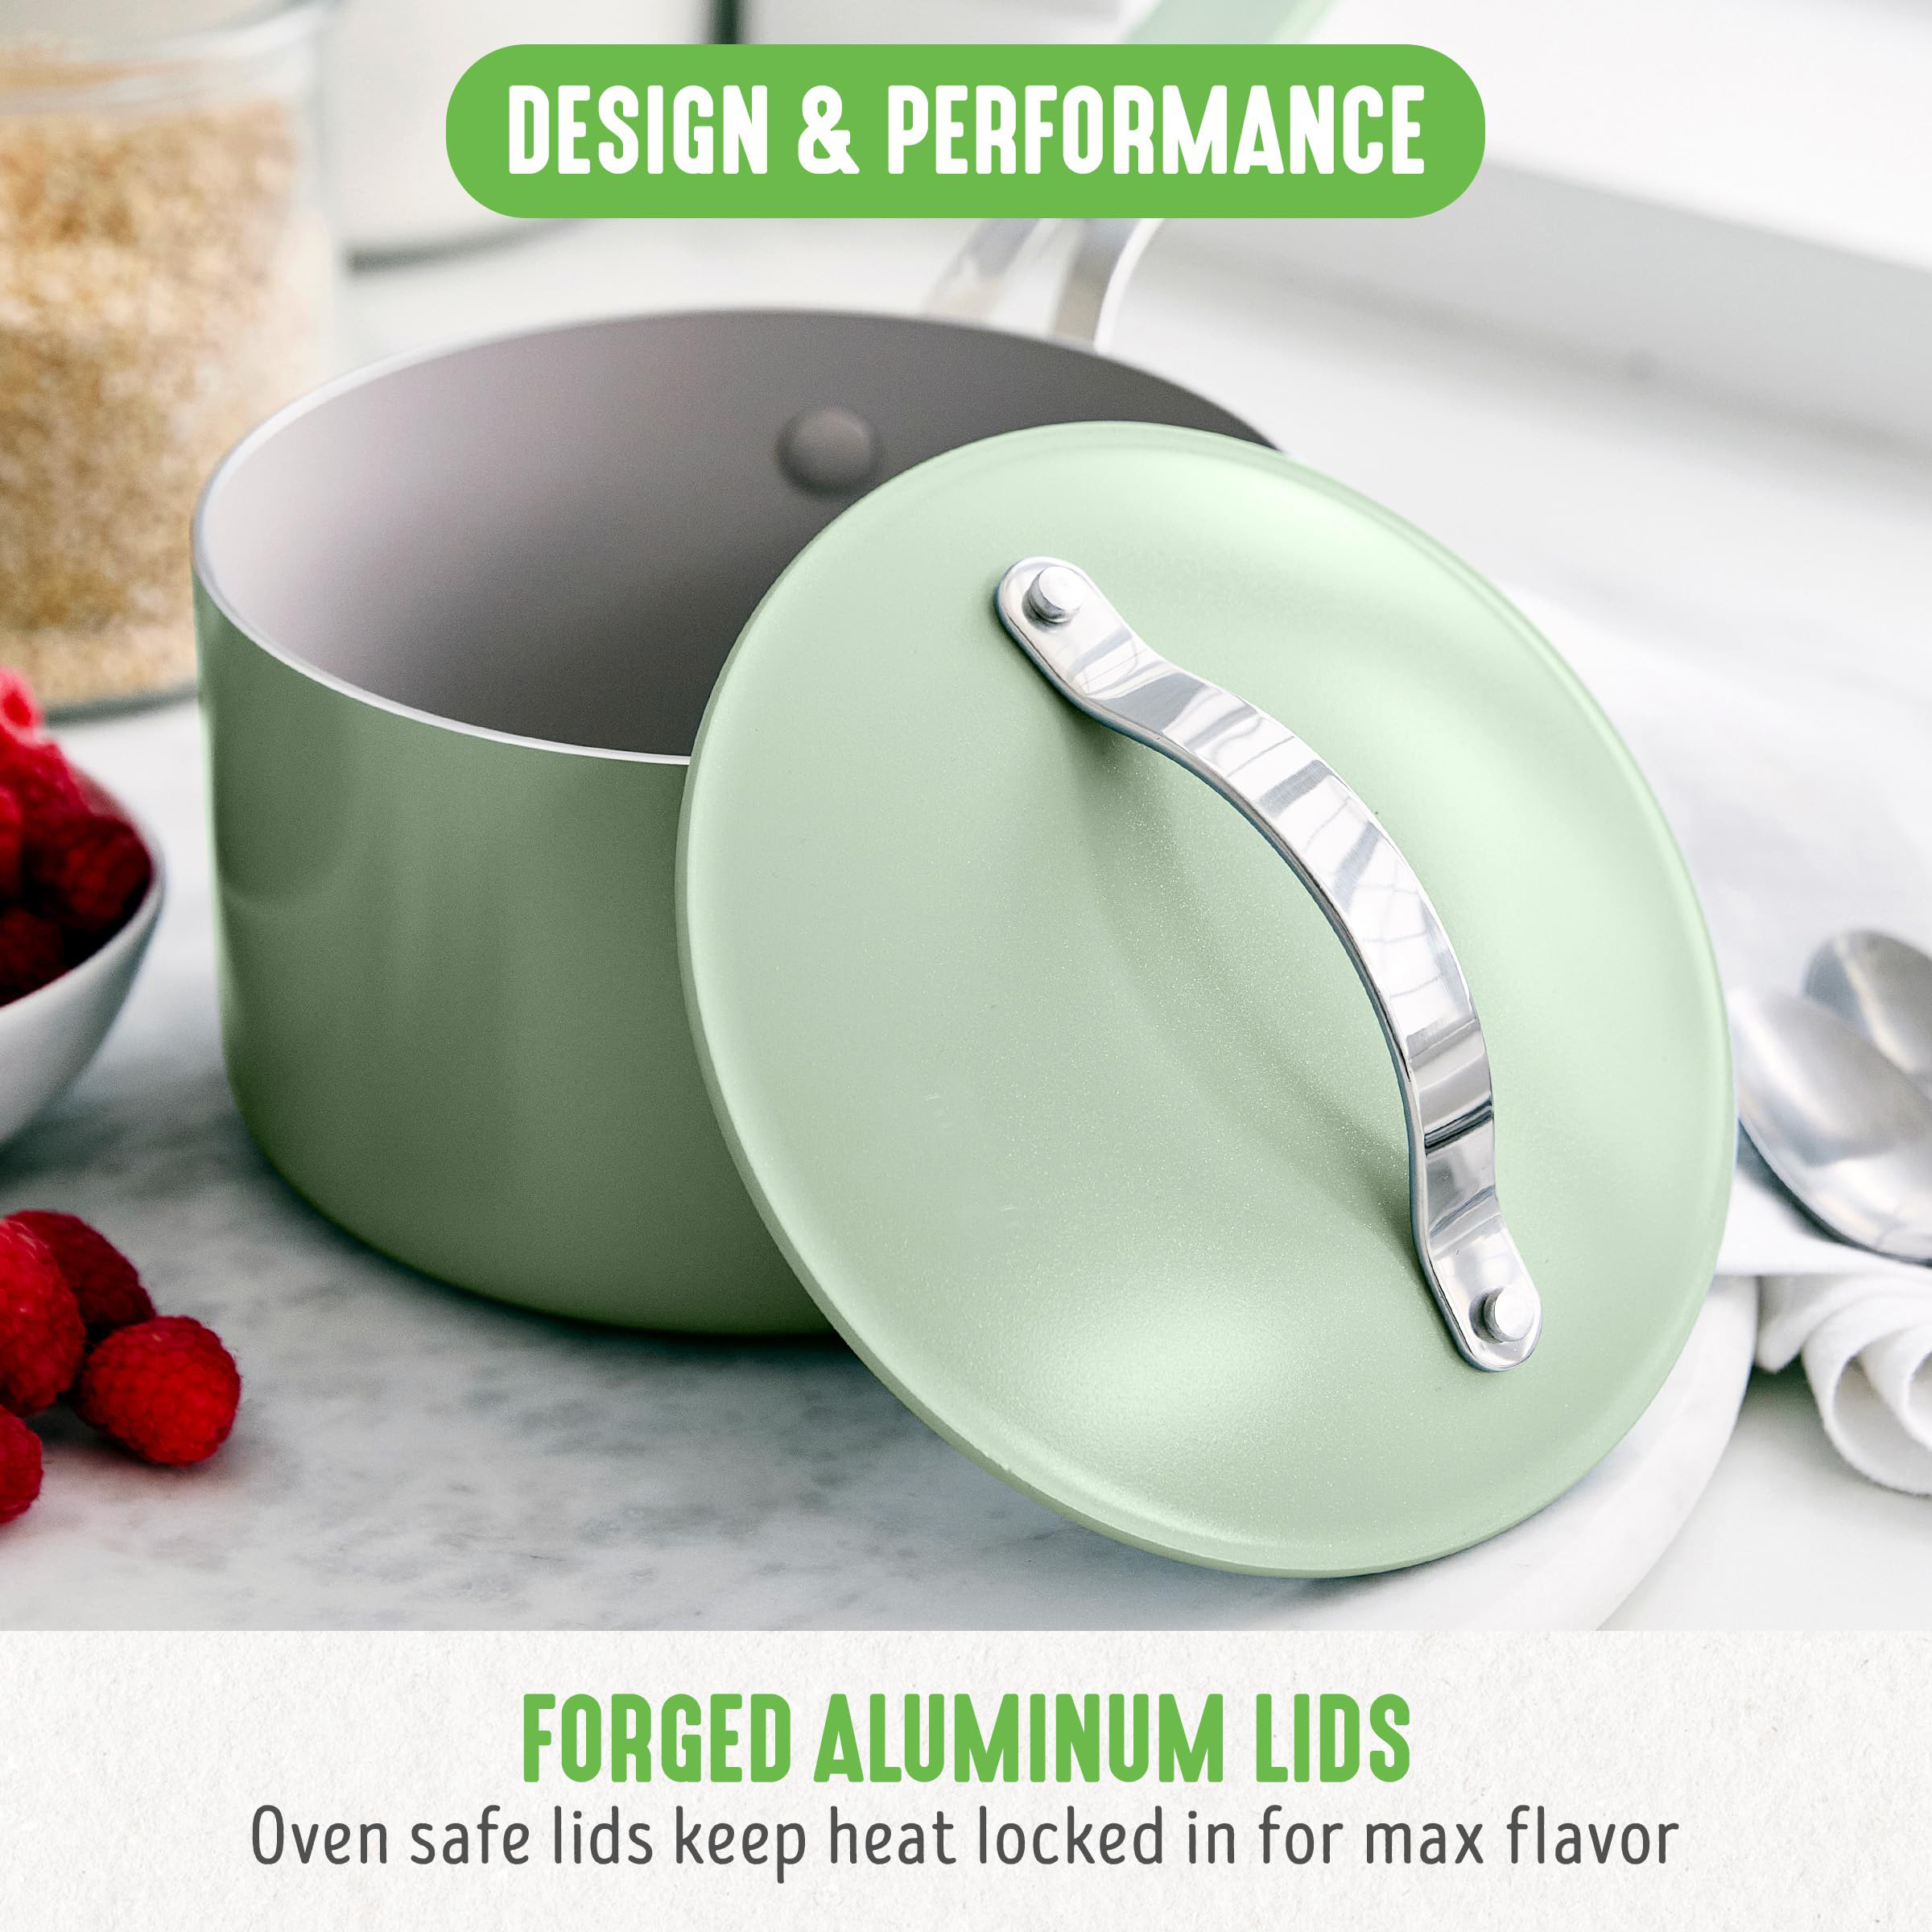 DESIGN & PERFORMANCE
FORGED ALUMINUM LIDS
Oven safe lids keep heat locked in for max flavor